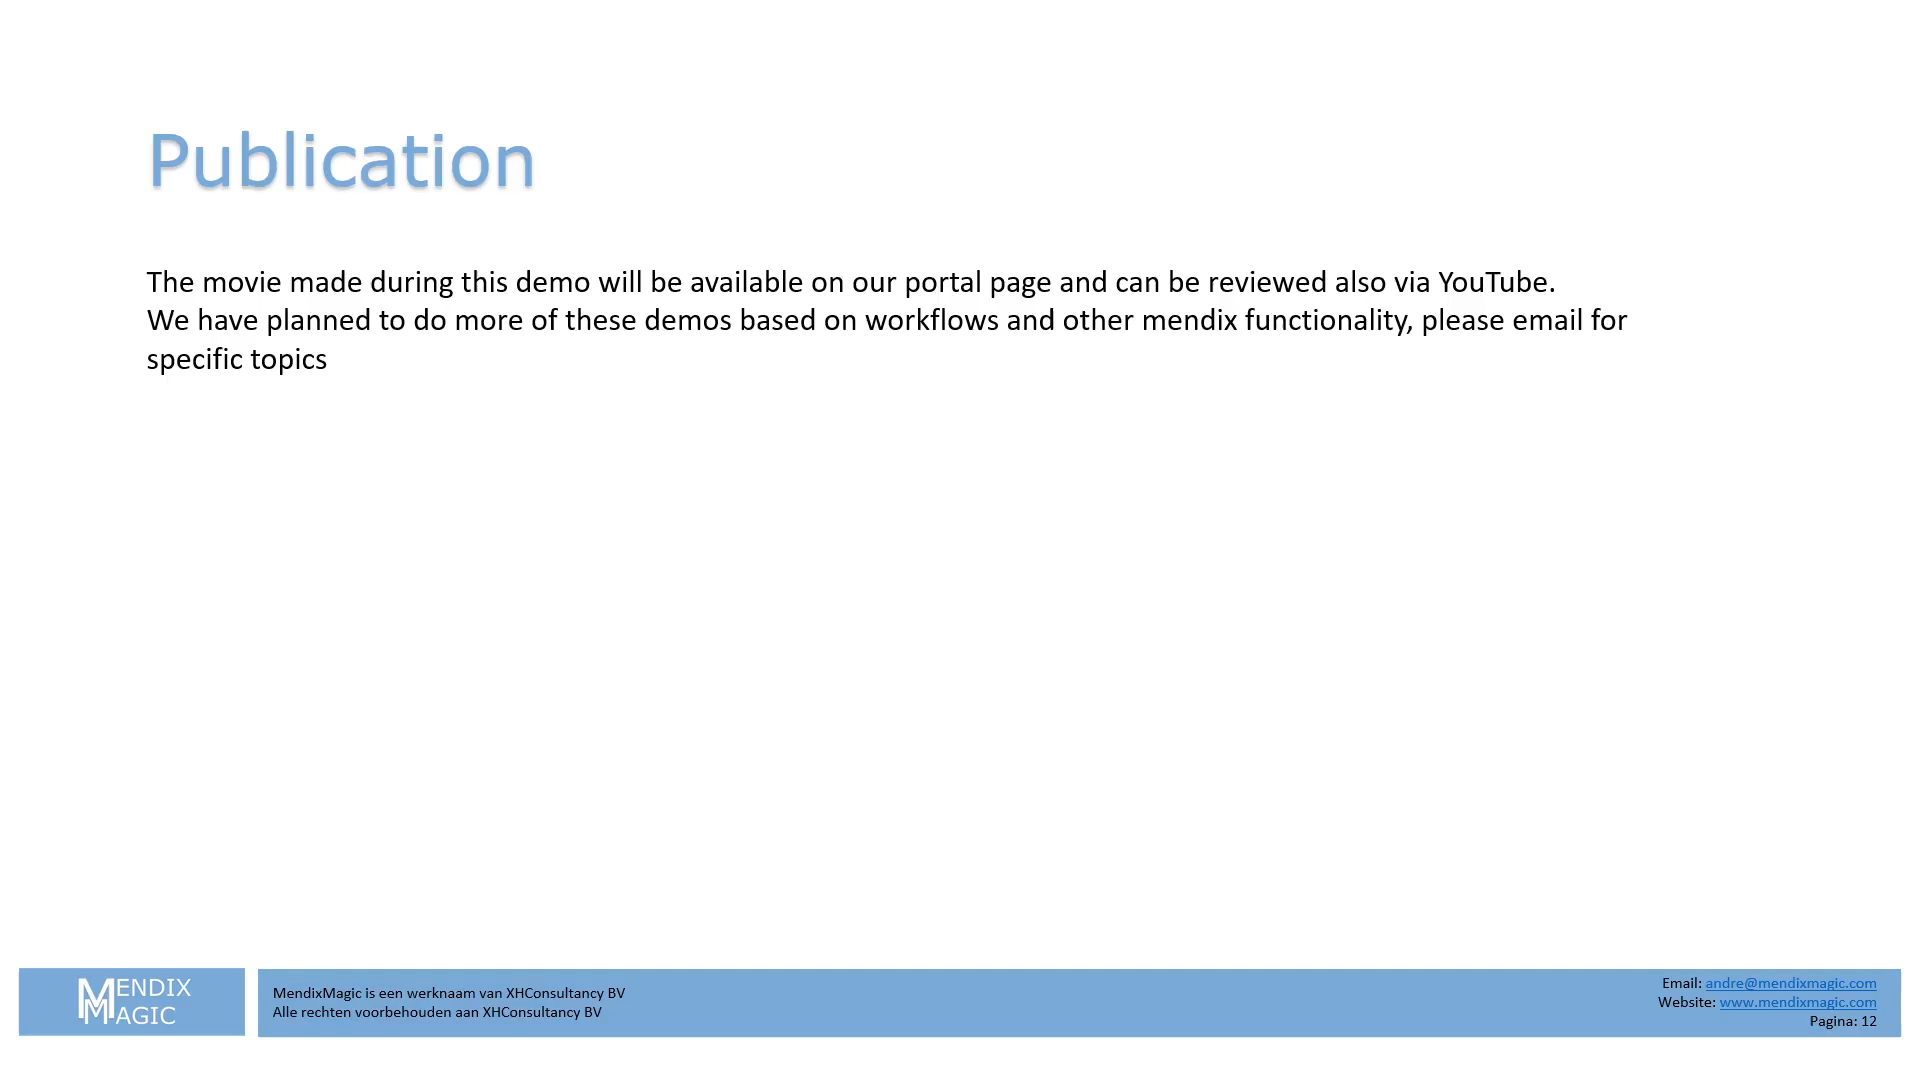 Publication
The movie made during this demo will be available on our portal page and can be reviewed also via YouTube.
We have planned to do more of these demos based on workflows and other mendix functionality, please email for
specific topics
MENDIX
MAGIC
MendixMagic is een werknaam van XHConsultancy BV
Alle rechten voorbehouden aan XHConsultancy BV
Email: andre@mendixmagic.com
Website: www.mendixmagic.com
Pagina: 12